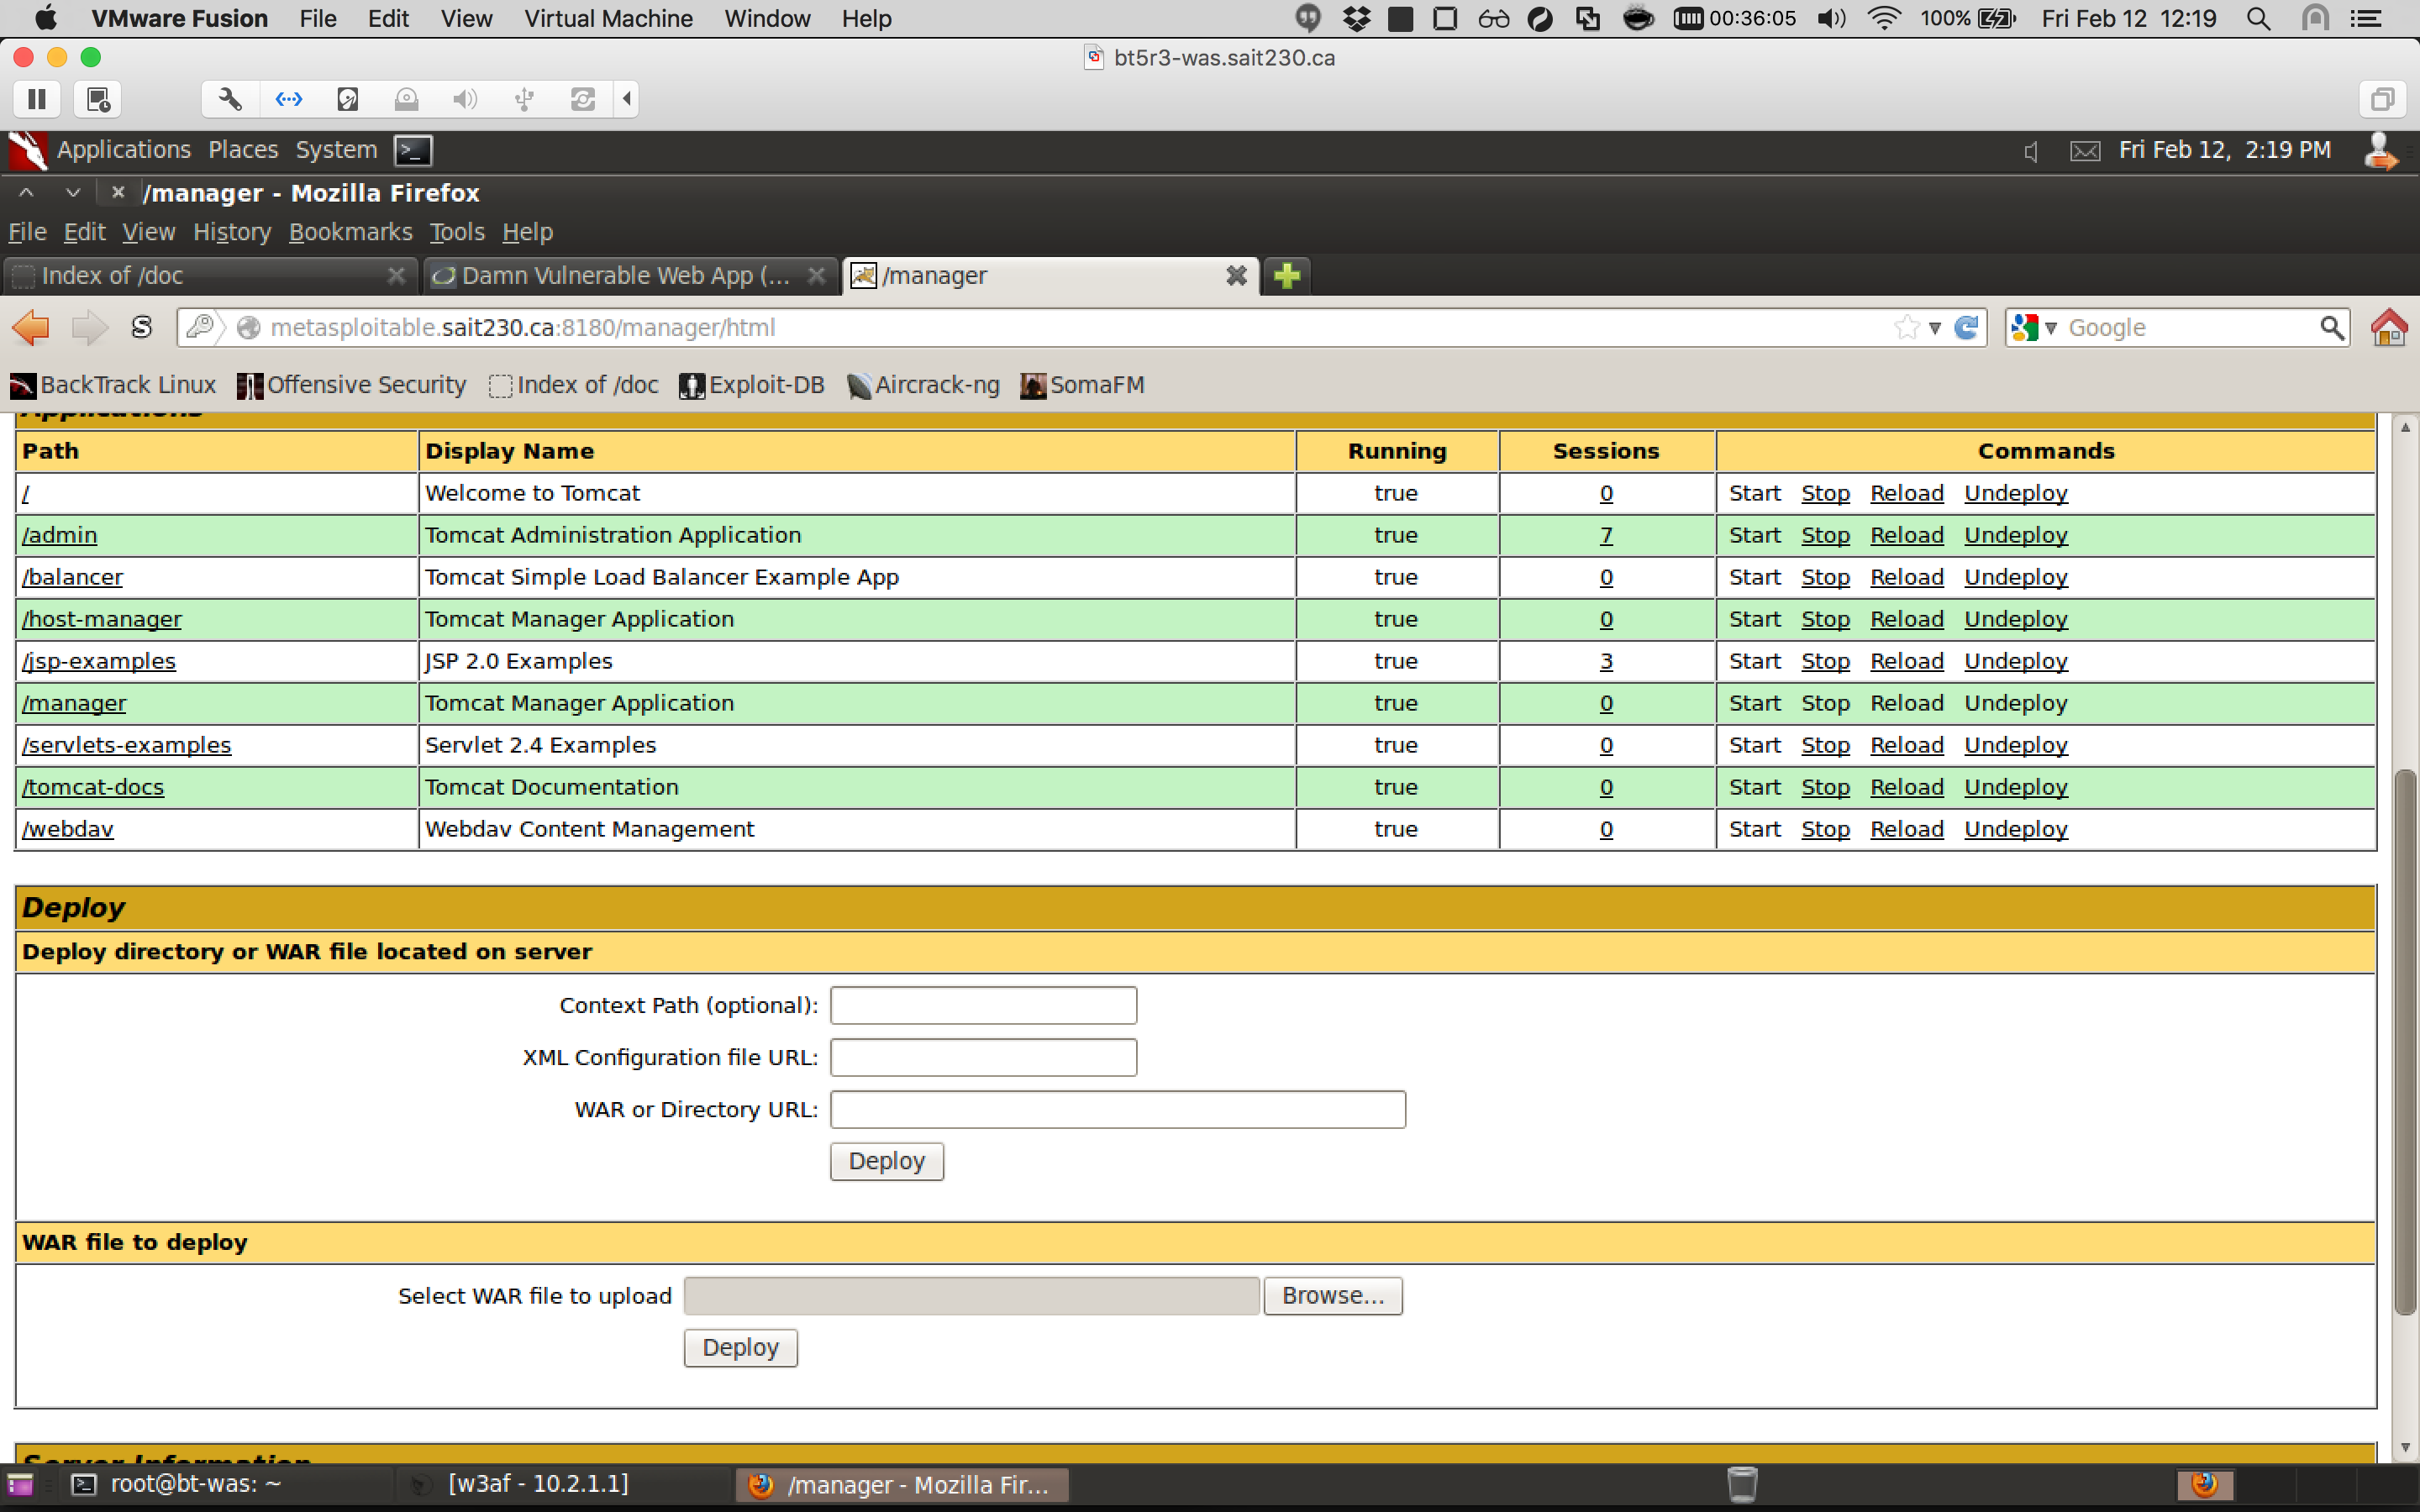 VMware Fusion File Edit View Virtual Machine Window Help 00:36:05 100% Fri Feb 12 12:19
bt5r3-was.sait230.ca
Applications Places System Fri Feb 12, 2:19 PM
/manager - Mozilla Firefox
File Edit View History Bookmarks Tools Help
Index of /doc Damn Vulnerable Web App (... /manager
metasploitable.sait230.ca:8180/manager/html Google
BackTrack Linux Offensive Security Index of /doc Exploit-DB Aircrack-ng SomaFM
Applications
Path Display Name Running Sessions Commands
/ Welcome to Tomcat true 0 Start Stop Reload Undeploy
/admin Tomcat Administration Application true 7 Start Stop Reload Undeploy
/balancer Tomcat Simple Load Balancer Example App true 0 Start Stop Reload Undeploy
/host-manager Tomcat Manager Application true 0 Start Stop Reload Undeploy
/jsp-examples JSP 2.0 Examples true 3 Start Stop Reload Undeploy
/manager Tomcat Manager Application true 0 Start Stop Reload Undeploy
/servlets-examples Servlet 2.4 Examples true 0 Start Stop Reload Undeploy
/tomcat-docs Tomcat Documentation true 0 Start Stop Reload Undeploy
/webdav Webdav Content Management true 0 Start Stop Reload Undeploy
Deploy
Deploy directory or WAR file located on server
Context Path (optional):
XML Configuration file URL:
WAR or Directory URL:
Deploy
WAR file to deploy
Select WAR file to upload Browse...
Deploy
Server Information
root@bt-was: ~ [w3af - 10.2.1.1] /manager - Mozilla Fir...